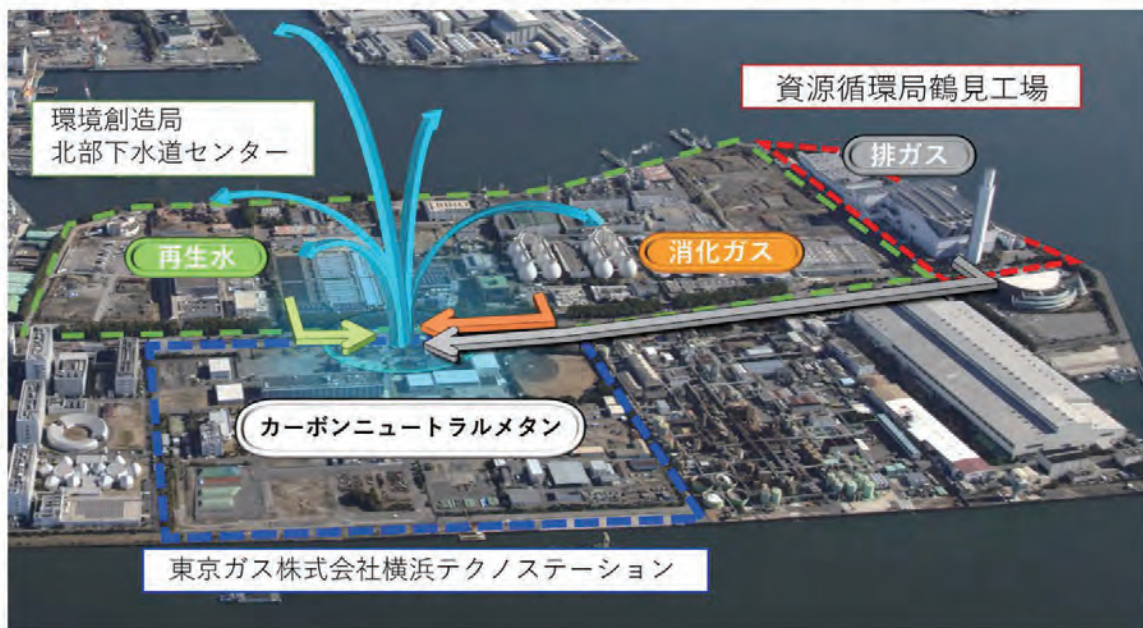 環境創造局
北部下水道センター
資源循環局鶴見工場
排ガス
再生水
消化ガス
カーボンニュートラルメタン
東京ガス株式会社横浜テクノステーション